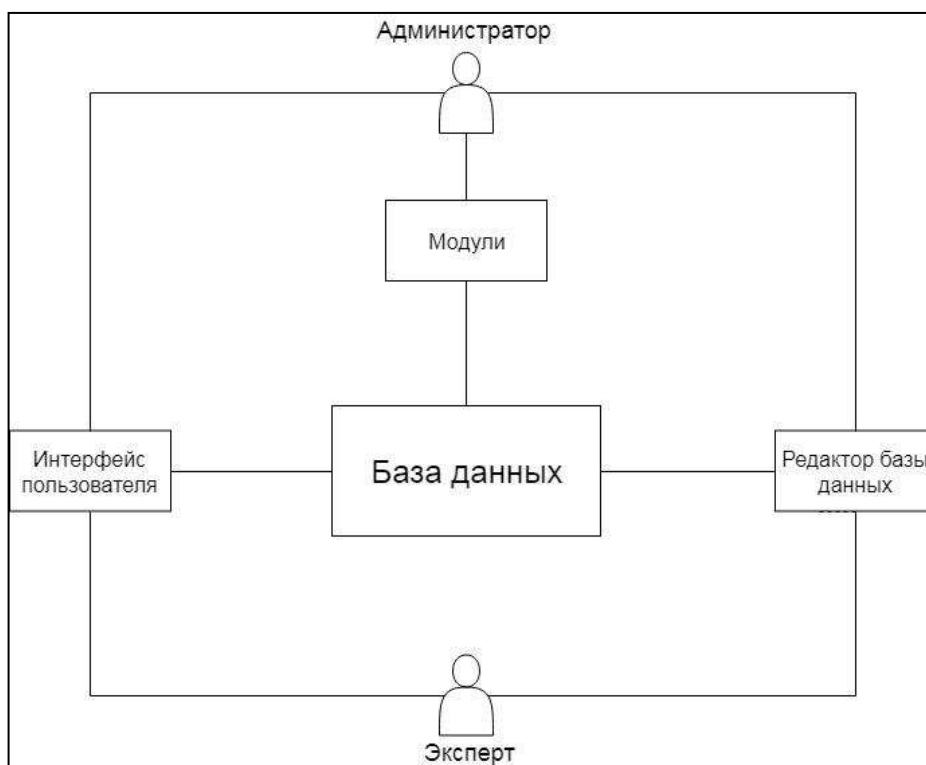 Администратор
Модули
Интерфейс
пользователя
База данных
Редактор базы
данных
Эксперт